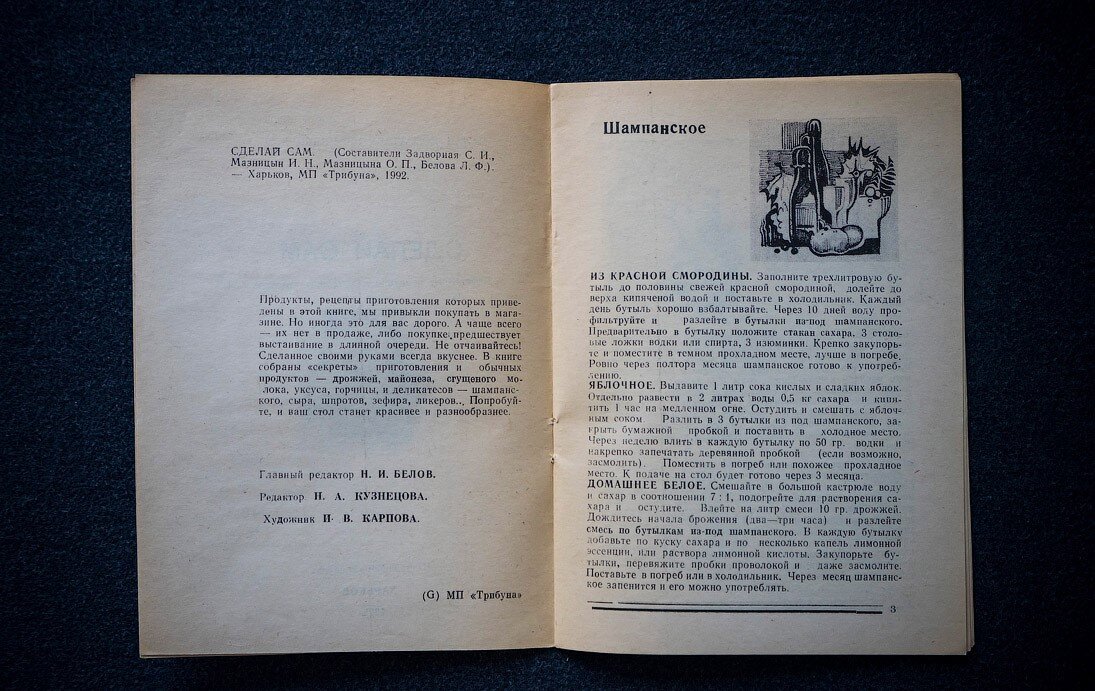 СДЕЛАЙ САМ. (Составители Задворная С. И.,
Мазницын И. Н., Мазницына О. П., Белова Л. Ф.).
— Харьков, МП «Трибуна», 1992.
Продукты, рецепты приготовления которых приве-
дены в этой книге, мы привыкли покупать в мага-
зине. Но иногда это для вас дорого. А чаще всего
— их нет в продаже, либо покупке предшествует
выстаивание в длинной очереди. Не отчаивайтесь!
Сделанное своими руками всегда вкуснее. В книге
собраны «секреты» приготовления и обычных
продуктов — дрожжей, майонеза, сгущеного мо-
лока, уксуса, горчицы, и деликатесов — шампанс-
кого, сыра, шпротов, зефира, ликеров... Попробуй-
те, и ваш стол станет красивее и разнообразнее.
Главный редактор Н. И. БЕЛОВ.
Редактор Н. А. КУЗНЕЦОВА.
Художник И. В. КАРПОВА.
(G) МП «Трибуна»
Шампанское
ИЗ КРАСНОЙ СМОРОДИНЫ. Заполните трехлитровую бу-
тыль до половины свежей красной смородиной, долейте до
верха кипяченой водой и поставьте в холодильник. Каждый
день бутыль хорошо взбалтывайте. Через 10 дней воду про-
фильтруйте и разлейте в бутылки из-под шампанского.
Предварительно в бутылку положите стакан сахара, 3 столо-
вые ложки водки или спирта, 3 изюминки. Крепко закупорь-
те и поместите в темном прохладном месте, лучше в погребе.
Ровно через полтора месяца шампанское готово к употреб-
лению.
ЯБЛОЧНОЕ. Выдавите 1 литр сока кислых и сладких яблок.
Отдельно развести в 2 литрах воды 0,5 кг сахара и кипя-
тить 1 час на медленном огне. Остудить и смешать с яблоч-
ным соком. Разлить в 3 бутылки из под шампанского, за-
крыть бумажной пробкой и поставить в холодное место.
Через неделю влить в каждую бутылку по 50 гр. водки и
накрепко запечатать деревянной пробкой (если возможно,
засмолить). Поместить в погреб или похожее прохладное
место. К подаче на стол будет готово через 3 месяца.
ДОМАШНЕЕ БЕЛОЕ. Смешайте в большой кастрюле воду
и сахар в соотношении 7 : 1, подогрейте для растворения са-
хара и остудите. Влейте на литр смеси 10 гр. дрожжей.
Дождитесь начала брожения (два—три часа) и разлейте
смесь по бутылкам из-под шампанского. В каждую бутылку
добавьте по куску сахара и по несколько капель лимонной
эссенции, или раствора лимонной кислоты. Закупорьте бу-
тылки, перевяжите пробки проволокой и даже засмолите.
Поставьте в погреб или в холодильник. Через месяц шампанс-
кое запенится и его можно употреблять.
3